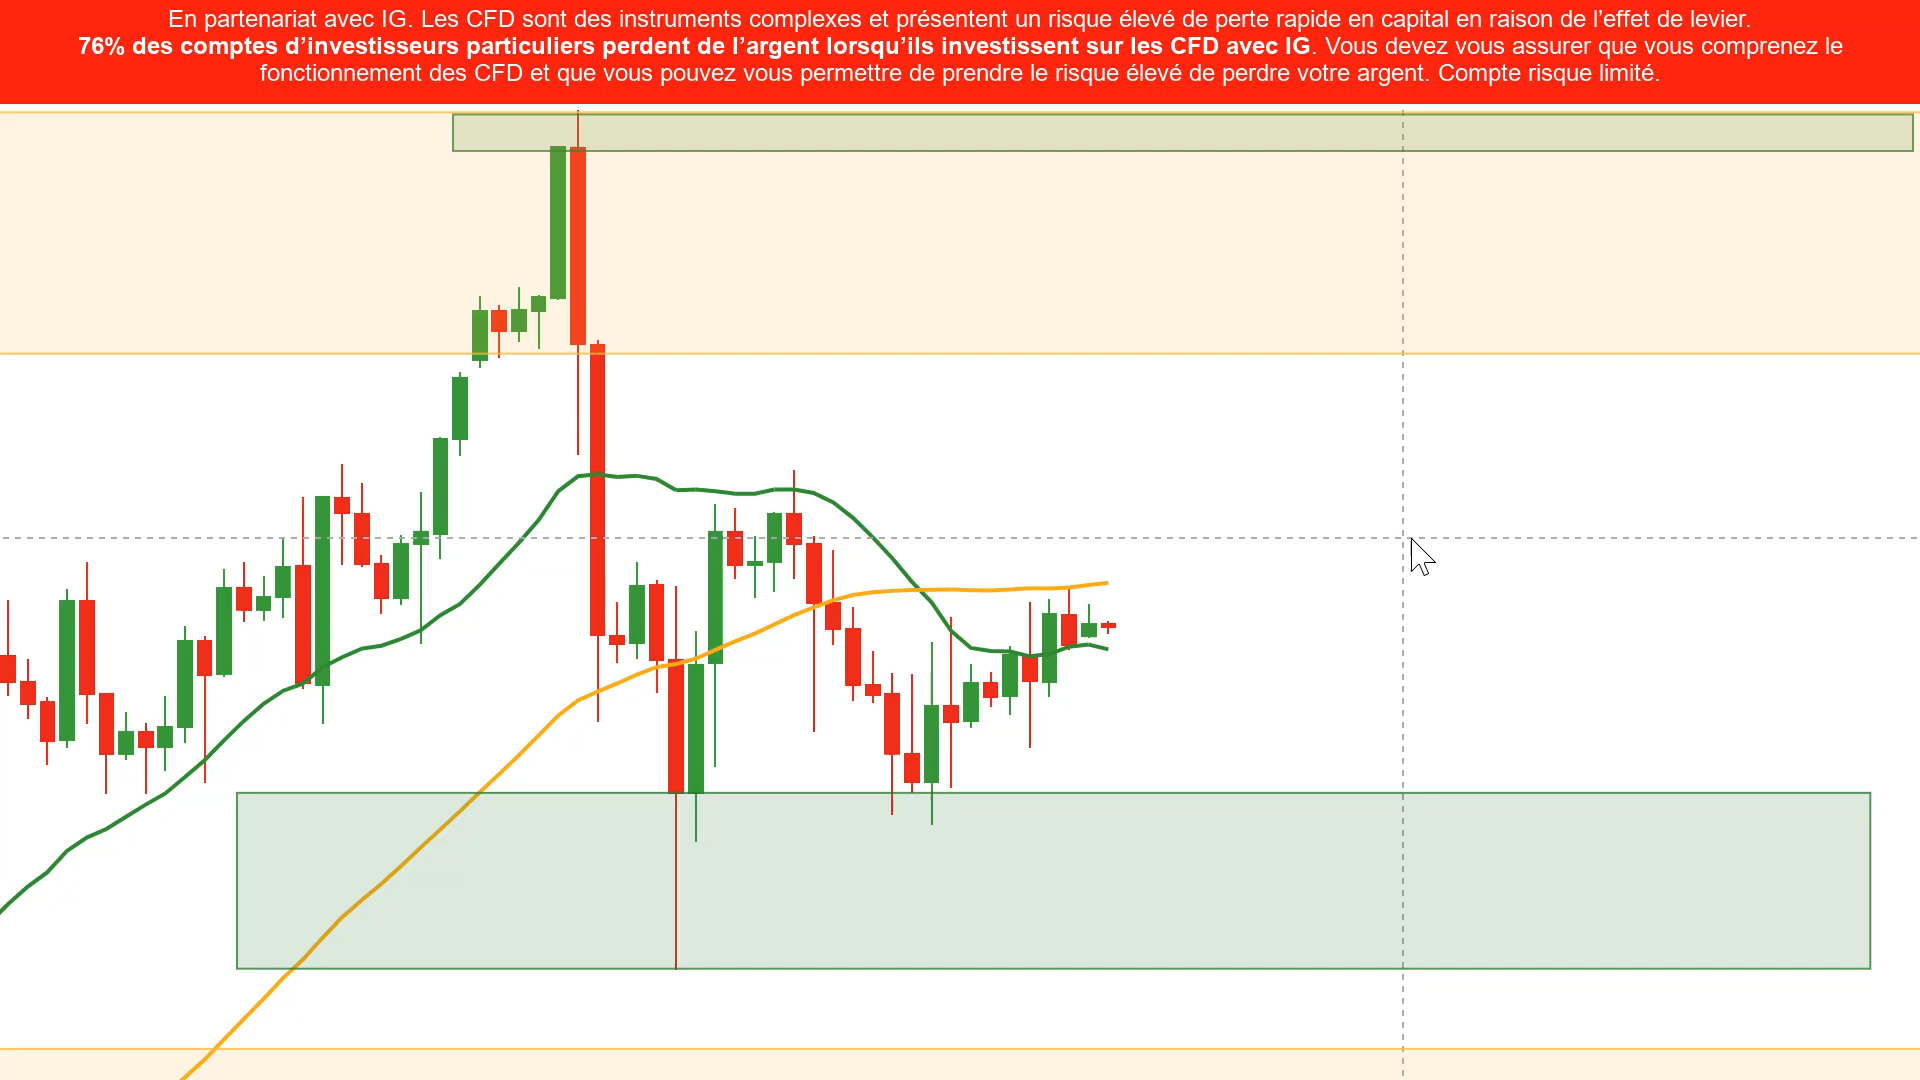 En partenariat avec IG. Les CFD sont des instruments complexes et présentent un risque élevé de perte rapide en capital en raison de l’effet de levier.
76% des comptes d’investisseurs particuliers perdent de l’argent lorsqu’ils investissent sur les CFD avec IG. Vous devez vous assurer que vous comprenez le
fonctionnement des CFD et que vous pouvez vous permettre de prendre le risque élevé de perdre votre argent. Compte risque limité.